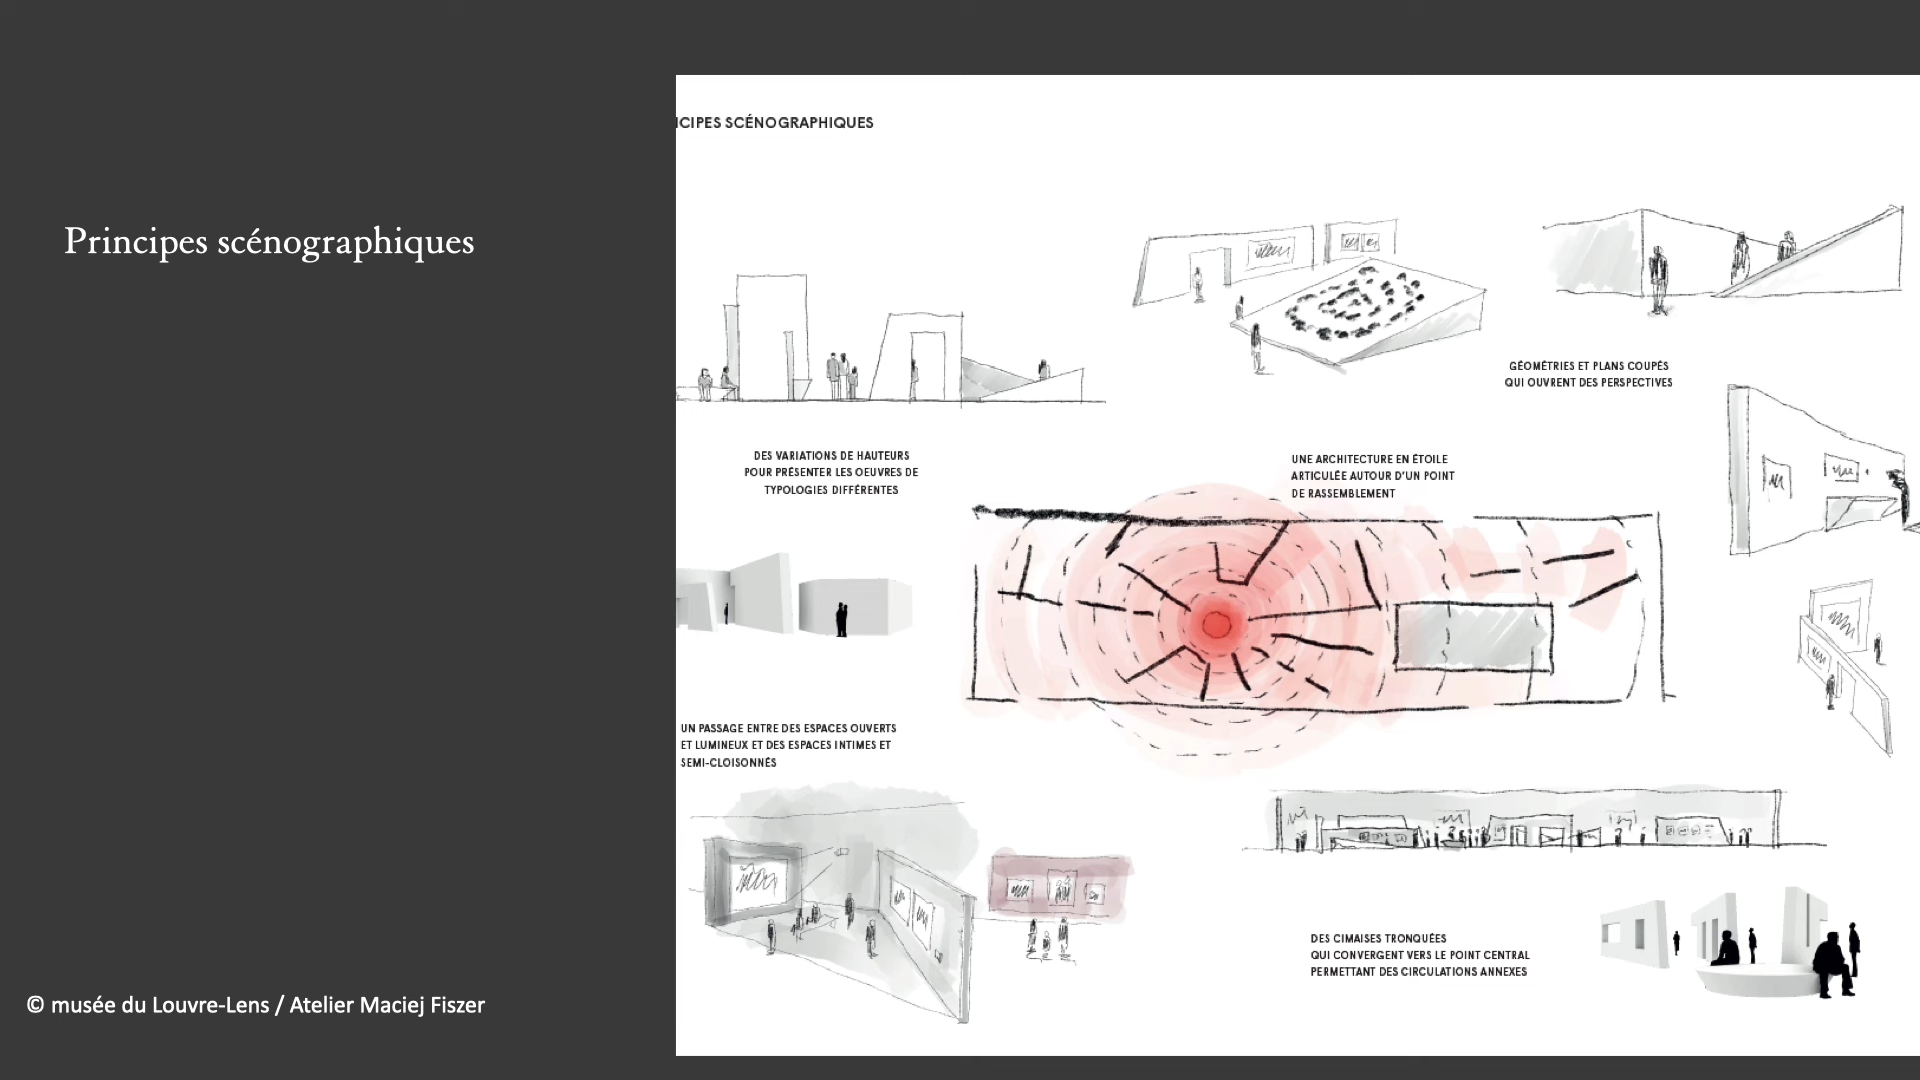 Principes scénographiques
© musée du Louvre-Lens / Atelier Maciej Fiszer
CIPES SCÉNOGRAPHIQUES
GÉOMÉTRIES ET PLANS COUPÉS
QUI OUVRENT DES PERSPECTIVES
DES VARIATIONS DE HAUTEURS
POUR PRÉSENTER LES OEUVRES DE
TYPOLOGIES DIFFÉRENTES
UNE ARCHITECTURE EN ÉTOILE
ARTICULÉE AUTOUR D'UN POINT
DE RASSEMBLEMENT
UN PASSAGE ENTRE DES ESPACES OUVERTS
ET LUMINEUX ET DES ESPACES INTIMES ET
SEMI-CLOISONNÉS
DES CIMAISES TRONQUÉES
QUI CONVERGENT VERS LE POINT CENTRAL
PERMETTANT DES CIRCULATIONS ANNEXES